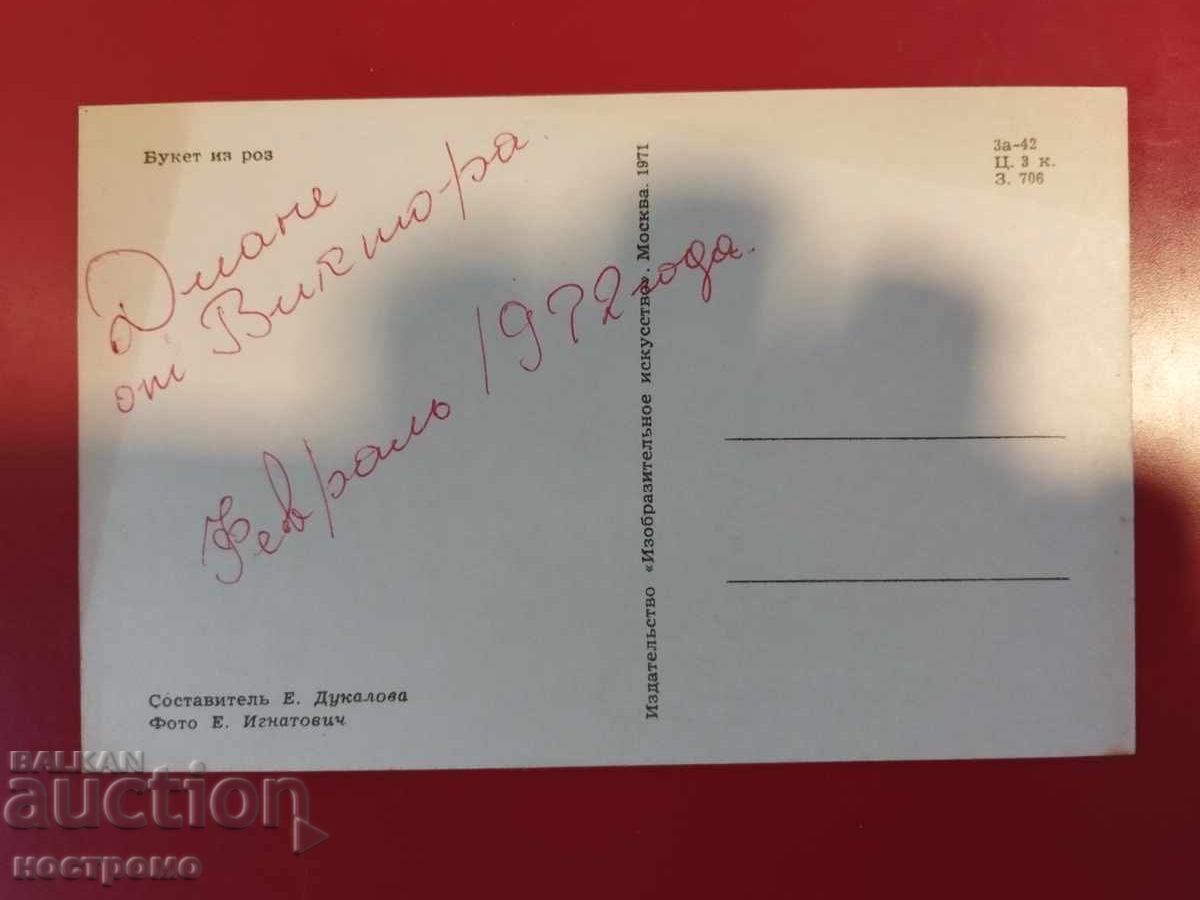 Букет из роз
За-42
Ц. 3 к.
З. 706
Диане
от Виктора.
Февраль 1972 года.
Издательство «Изобразительное искусство». Москва. 1971
Составитель Е. Дукалова
Фото Е. Игнатович
BALKAN
auction
ностромо